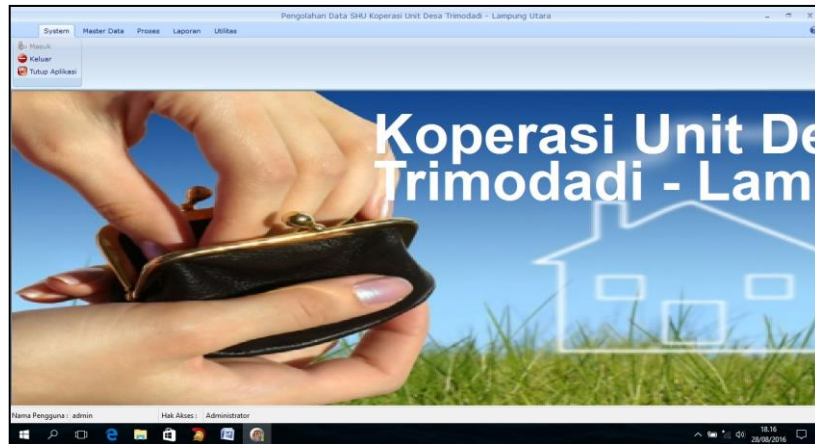 Pengolahan Data SHU Koperasi Unit Desa Trimodadi - Lampung Utara
System Master Data Proses Laporan Utilitas
Masuk
Keluar
Tutup Aplikasi
Koperasi Unit De
Trimodadi - Lam
Nama Pengguna : admin Hak Akses : Administrator
18.16
28/08/2016